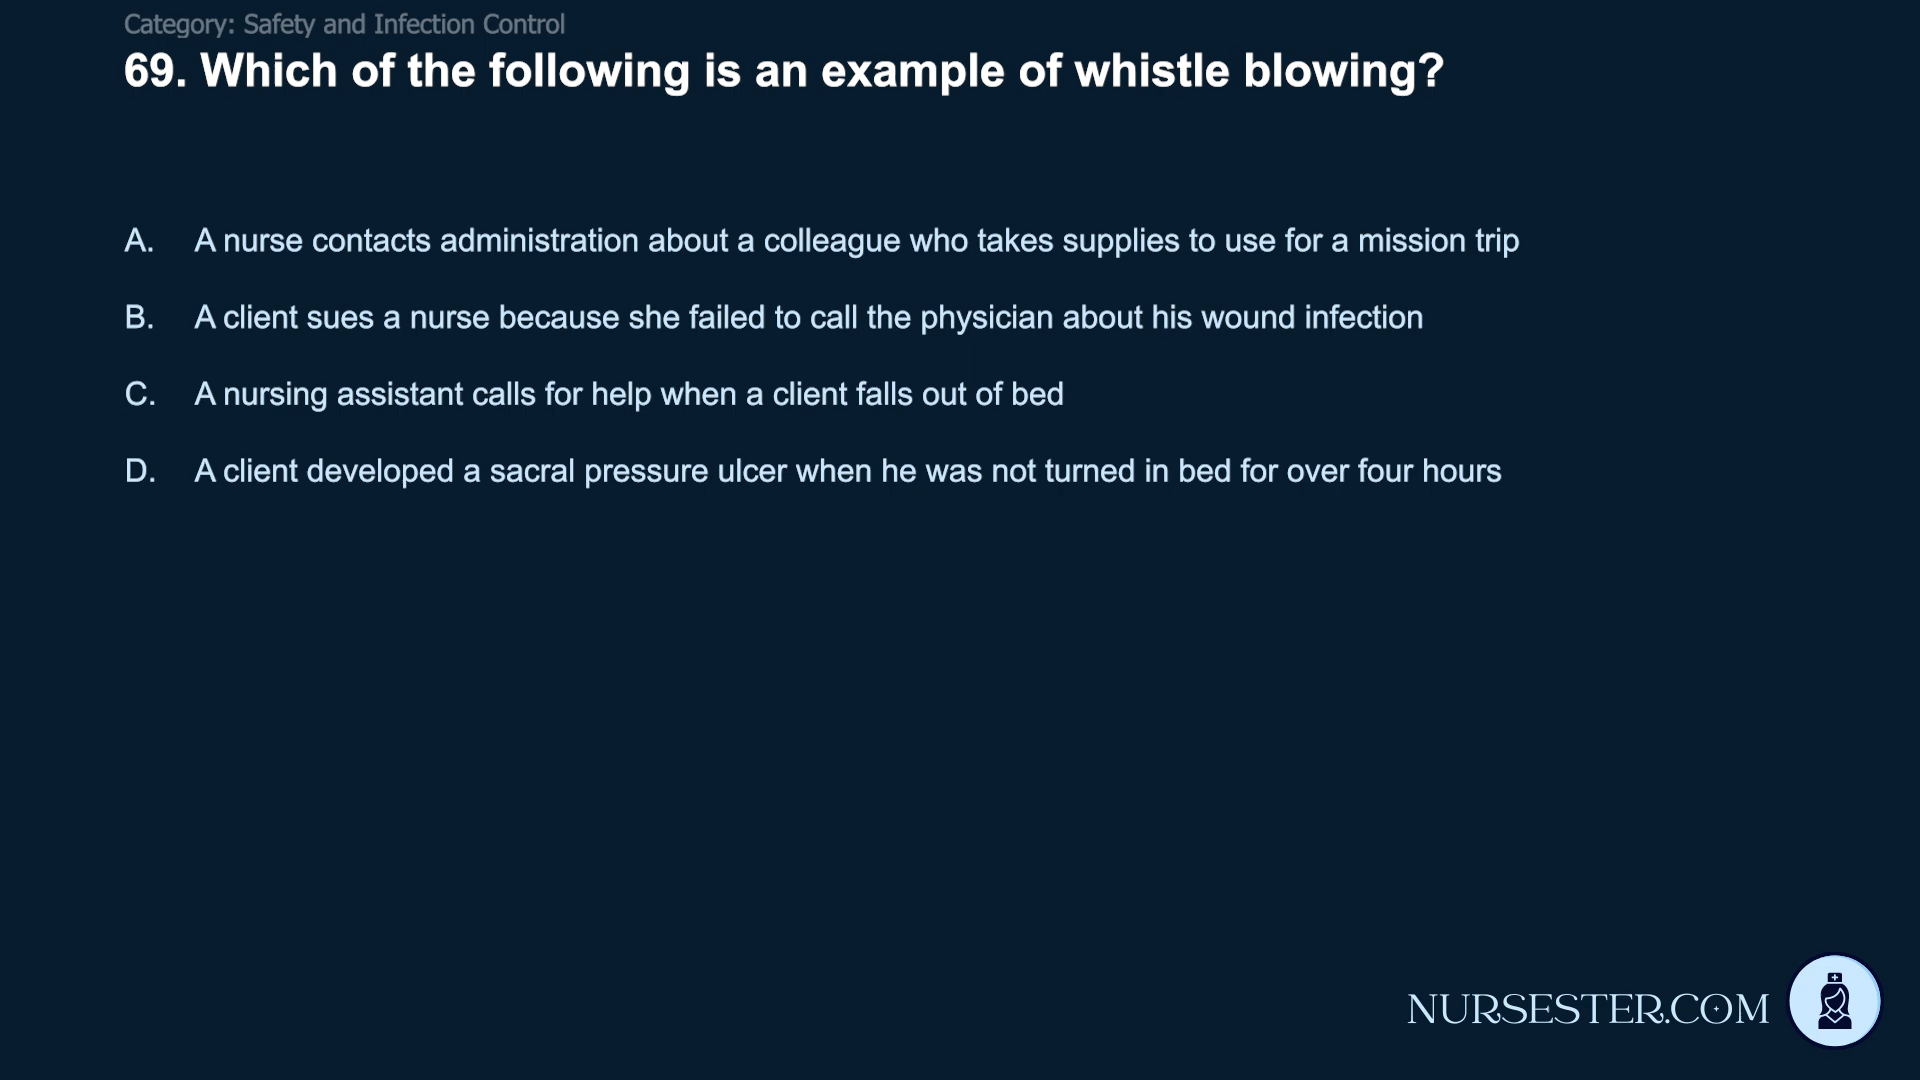 Category: Safety and Infection Control
69. Which of the following is an example of whistle blowing?
A. A nurse contacts administration about a colleague who takes supplies to use for a mission trip
B. A client sues a nurse because she failed to call the physician about his wound infection
C. A nursing assistant calls for help when a client falls out of bed
D. A client developed a sacral pressure ulcer when he was not turned in bed for over four hours
NURSESTER.COM